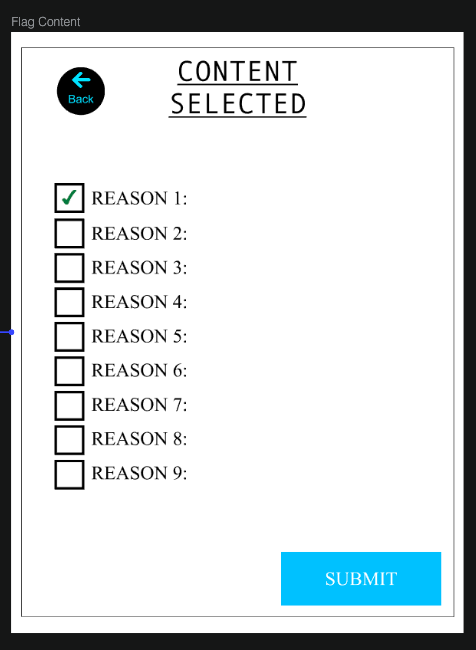 Flag Content
Back
CONTENT
SELECTED
REASON 1:
REASON 2:
REASON 3:
REASON 4:
REASON 5:
REASON 6:
REASON 7:
REASON 8:
REASON 9:
SUBMIT